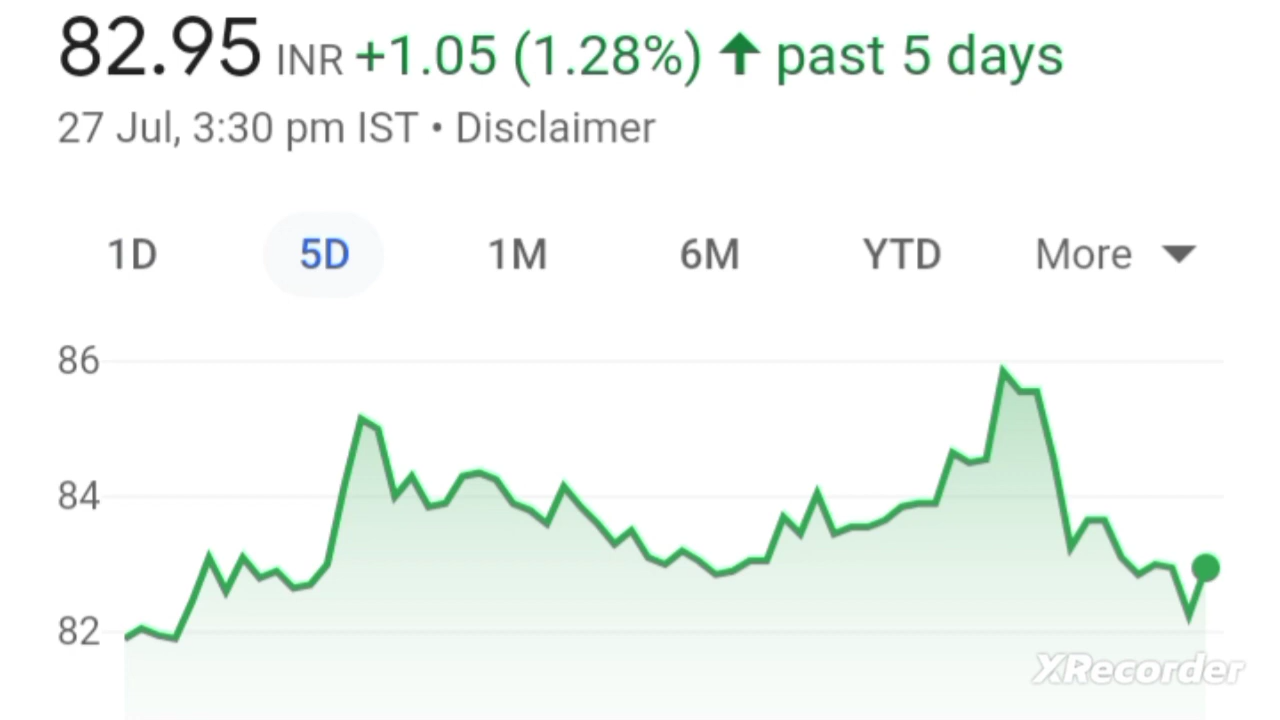 82.95 INR +1.05 (1.28%) ↑ past 5 days
27 Jul, 3:30 pm IST • Disclaimer
1D 5D 1M 6M YTD More
86
84
82
XRecorder